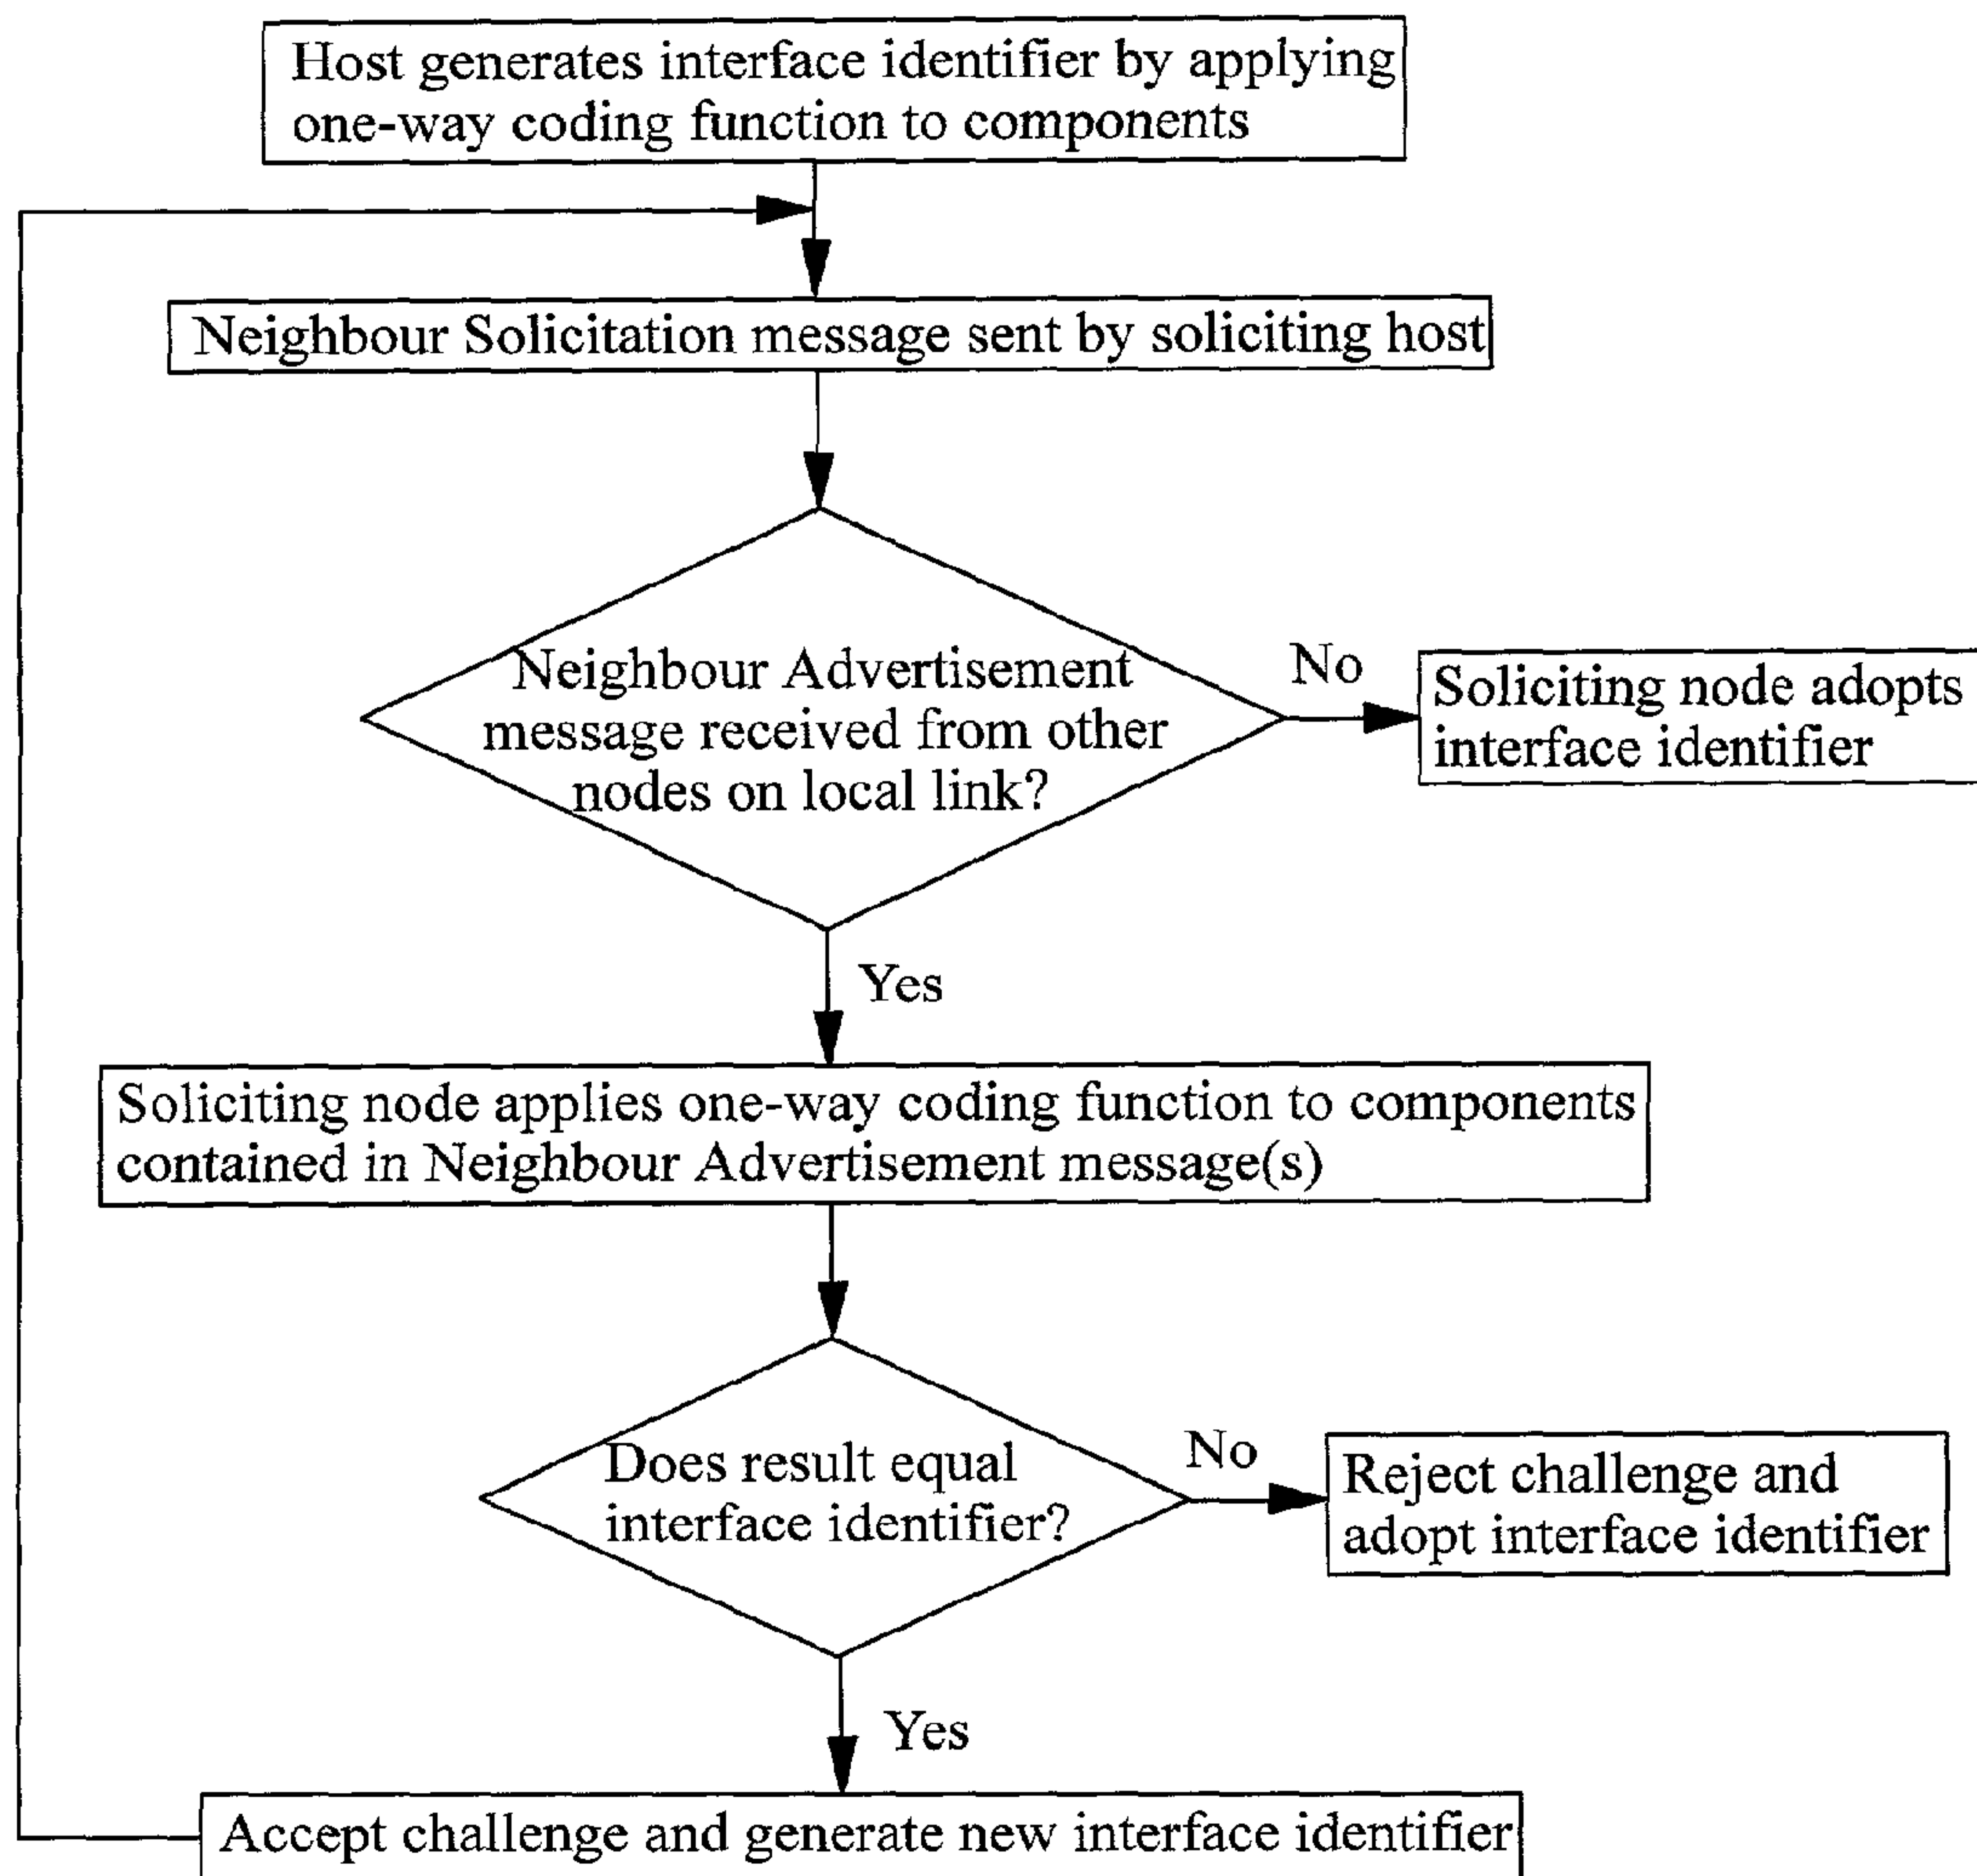 Host generates interface identifier by applying
one-way coding function to components
Neighbour Solicitation message sent by soliciting host
Neighbour Advertisement
message received from other
nodes on local link?
No
Soliciting node adopts
interface identifier
Yes
Soliciting node applies one-way coding function to components
contained in Neighbour Advertisement message(s)
Does result equal
interface identifier?
No
Reject challenge and
adopt interface identifier
Yes
Accept challenge and generate new interface identifier